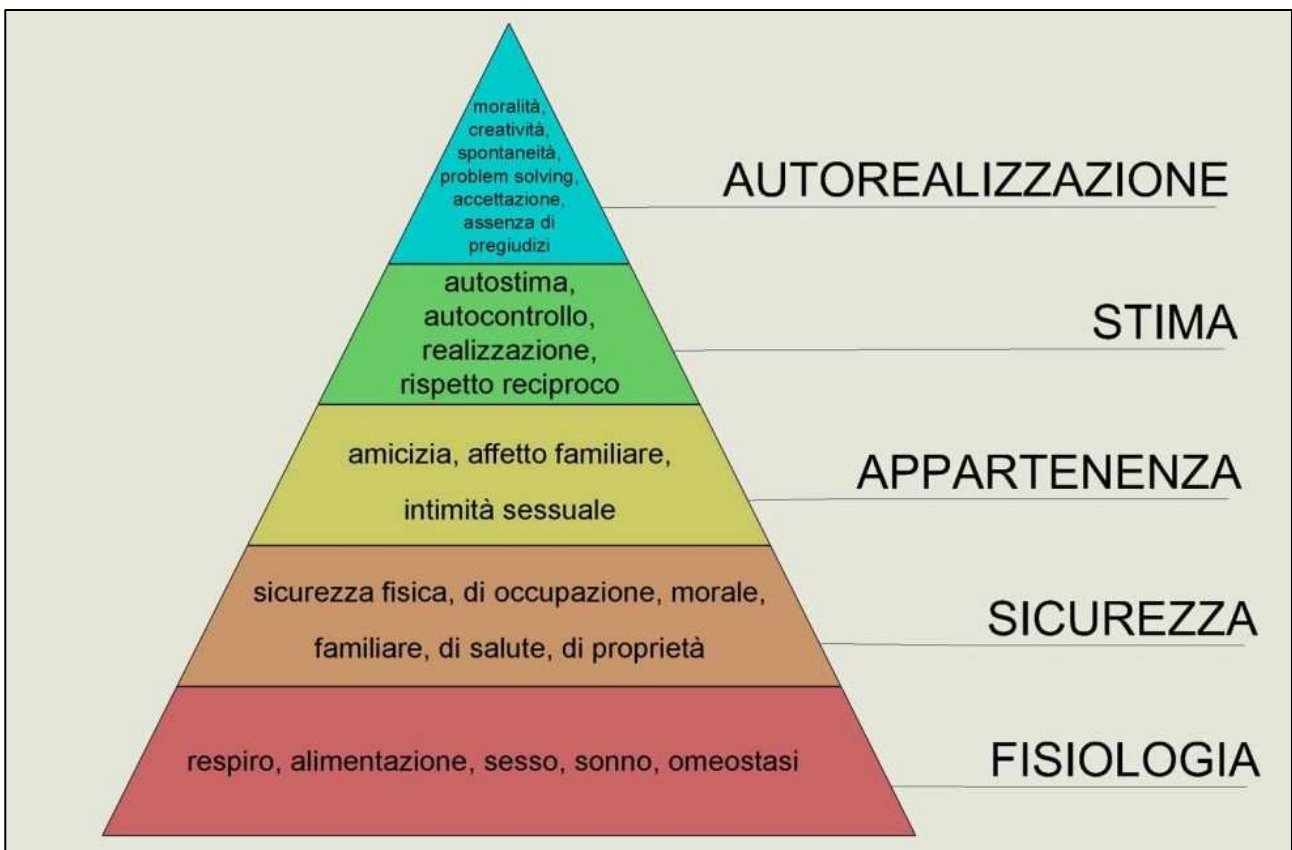 moralità,
creatività,
spontaneità,
problem solving,
accettazione,
assenza di
pregiudizi
AUTOREALIZZAZIONE
autostima,
autocontrollo,
realizzazione,
rispetto reciproco
STIMA
amicizia, affetto familiare,
intimità sessuale
APPARTENENZA
sicurezza fisica, di occupazione, morale,
familiare, di salute, di proprietà
SICUREZZA
respiro, alimentazione, sesso, sonno, omeostasi
FISIOLOGIA